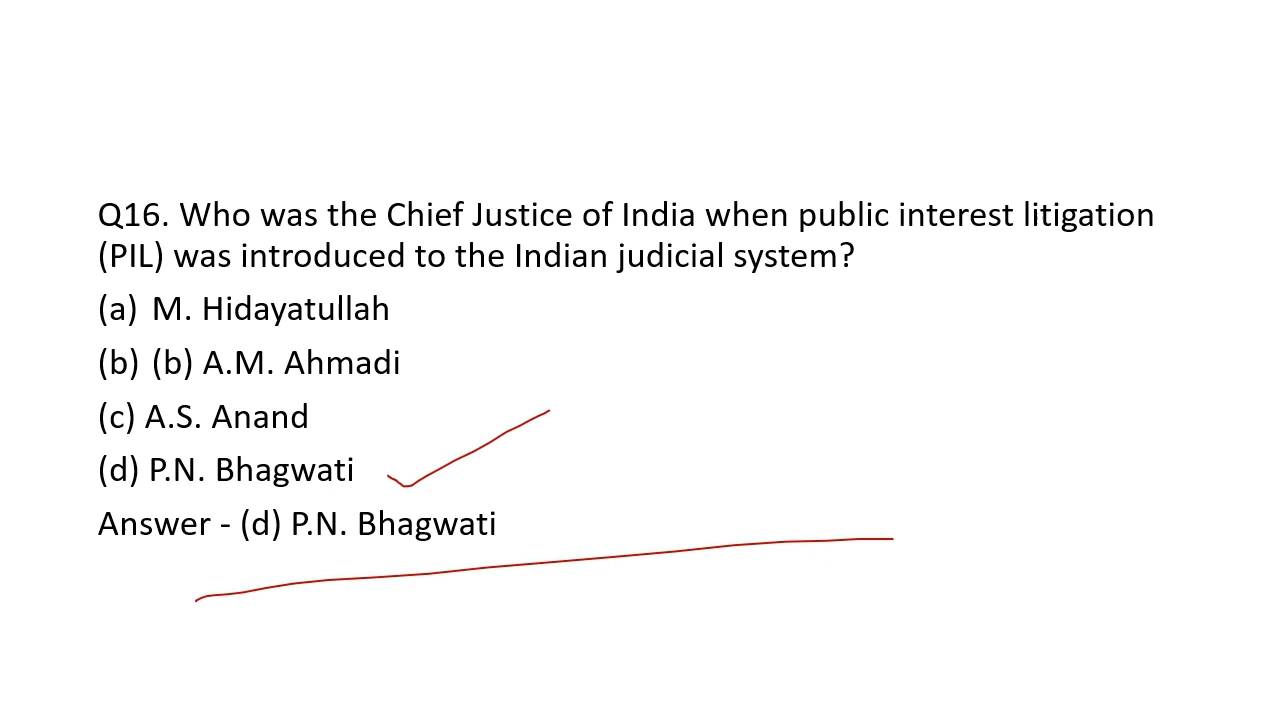 Q16. Who was the Chief Justice of India when public interest litigation
(PIL) was introduced to the Indian judicial system?
(a) M. Hidayatullah
(b) (b) A.M. Ahmadi
(c) A.S. Anand
(d) P.N. Bhagwati
Answer - (d) P.N. Bhagwati